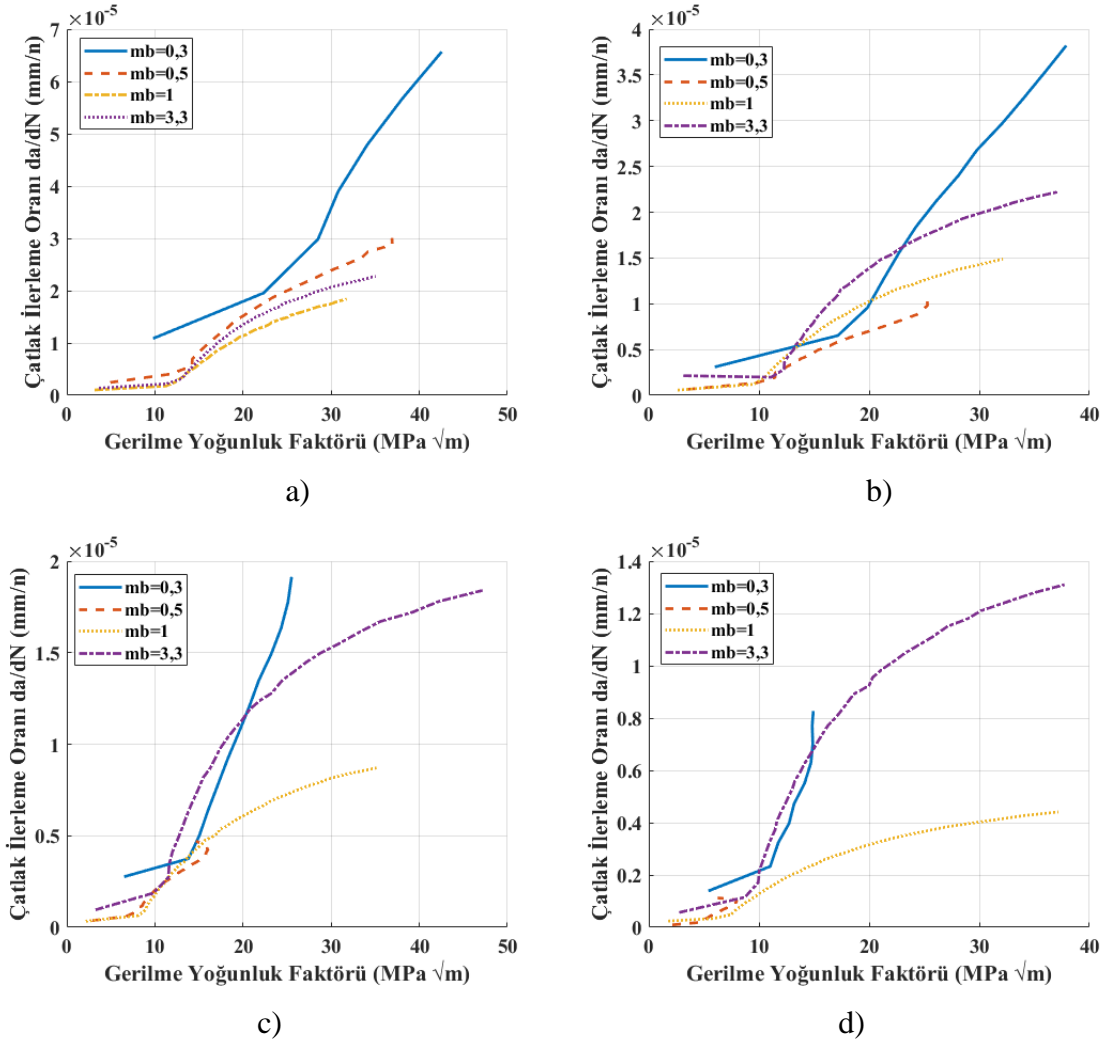 ×10⁻⁵
7
6
5
4
3
2
1
0
mb=0,3
mb=0,5
mb=1
mb=3,3
Çatlak İlerleme Oranı da/dN (mm/n)
0 10 20 30 40 50
Gerilme Yoğunluk Faktörü (MPa √m)
a)
×10⁻⁵
4
3.5
3
2.5
2
1.5
1
0.5
0
mb=0,3
mb=0,5
mb=1
mb=3,3
Çatlak İlerleme Oranı da/dN (mm/n)
0 10 20 30 40
Gerilme Yoğunluk Faktörü (MPa √m)
b)
×10⁻⁵
2
1.5
1
0.5
0
mb=0,3
mb=0,5
mb=1
mb=3,3
Çatlak İlerleme Oranı da/dN (mm/n)
0 10 20 30 40 50
Gerilme Yoğunluk Faktörü (MPa √m)
c)
×10⁻⁵
1.4
1.2
1
0.8
0.6
0.4
0.2
0
mb=0,3
mb=0,5
mb=1
mb=3,3
Çatlak İlerleme Oranı da/dN (mm/n)
0 10 20 30 40
Gerilme Yoğunluk Faktörü (MPa √m)
d)